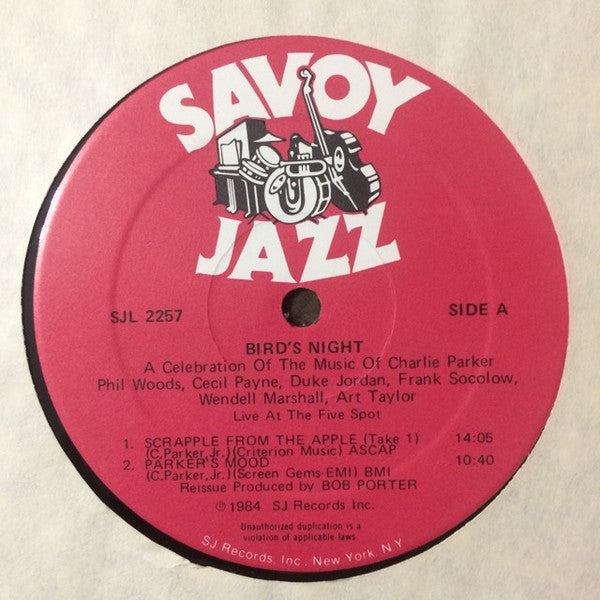 SAVOY
JAZZ
SJL 2257
SIDE A
BIRD'S NIGHT
A Celebration Of The Music Of Charlie Parker
Phil Woods, Cecil Payne, Duke Jordan, Frank Socolow,
Wendell Marshall, Art Taylor
Live At The Five Spot
1. SCRAPPLE FROM THE APPLE (Take 1) 14:05
(C.Parker,Jr.)(Criterion Music) ASCAP
2. PARKER'S MOOD 10:40
(C.Parker, Jr.)(Screen Gems-EMI) BMI
Reissue Produced by BOB PORTER
℗ 1984 SJ Records Inc.
Unauthorized duplication is a
violation of applicable laws.
SJ Records, Inc., New York, N.Y.